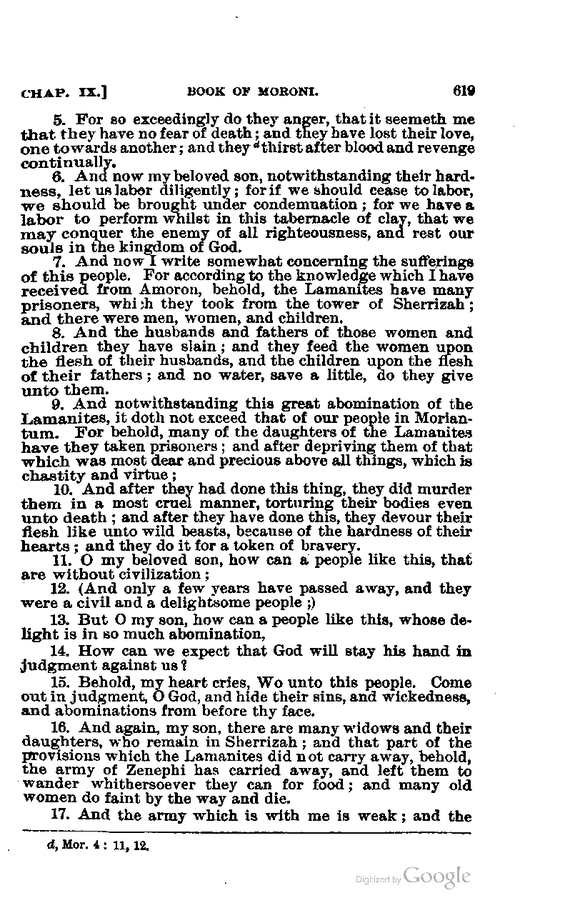 CHAP. IX.] BOOK OF MORONI. 619
5. For so exceedingly do they anger, that it seemeth me
that they have no fear of death; and they have lost their love,
one towards another; and they d thirst after blood and revenge
continually.
6. And now my beloved son, notwithstanding their hard-
ness, let us labor diligently; for if we should cease to labor,
we should be brought under condemnation; for we have a
labor to perform whilst in this tabernacle of clay, that we
may conquer the enemy of all righteousness, and rest our
souls in the kingdom of God.
7. And now I write somewhat concerning the sufferings
of this people. For according to the knowledge which I have
received from Amoron, behold, the Lamanites have many
prisoners, which they took from the tower of Sherrizah;
and there were men, women, and children.
8. And the husbands and fathers of those women and
children they have slain; and they feed the women upon
the flesh of their husbands, and the children upon the flesh
of their fathers; and no water, save a little, do they give
unto them.
9. And notwithstanding this great abomination of the
Lamanites, it doth not exceed that of our people in Morian-
tum. For behold, many of the daughters of the Lamanites
have they taken prisoners; and after depriving them of that
which was most dear and precious above all things, which is
chastity and virtue;
10. And after they had done this thing, they did murder
them in a most cruel manner, torturing their bodies even
unto death; and after they have done this, they devour their
flesh like unto wild beasts, because of the hardness of their
hearts; and they do it for a token of bravery.
11. O my beloved son, how can a people like this, that
are without civilization;
12. (And only a few years have passed away, and they
were a civil and a delightsome people;)
13. But O my son, how can a people like this, whose de-
light is in so much abomination,
14. How can we expect that God will stay his hand in
judgment against us?
15. Behold, my heart cries, Wo unto this people. Come
out in judgment, O God, and hide their sins, and wickedness,
and abominations from before thy face.
16. And again, my son, there are many widows and their
daughters, who remain in Sherrizah; and that part of the
provisions which the Lamanites did not carry away, behold,
the army of Zenephi has carried away, and left them to
wander whithersoever they can for food; and many old
women do faint by the way and die.
17. And the army which is with me is weak; and the
d, Mor. 4: 11, 12.
Digitized by Google